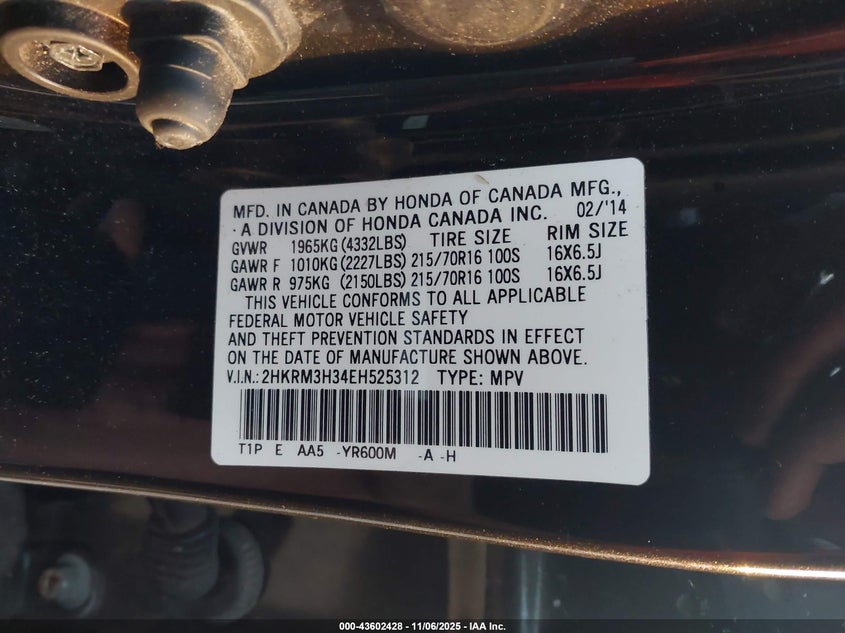 MFD. IN CANADA BY HONDA OF CANADA MFG.,
A DIVISION OF HONDA CANADA INC. 02/'14
GVWR 1965KG (4332LBS) TIRE SIZE RIM SIZE
GAWR F 1010KG (2227LBS) 215/70R16 100S 16X6.5J
GAWR R 975KG (2150LBS) 215/70R16 100S 16X6.5J
THIS VEHICLE CONFORMS TO ALL APPLICABLE
FEDERAL MOTOR VEHICLE SAFETY
AND THEFT PREVENTION STANDARDS IN EFFECT
ON THE DATE OF MANUFACTURE SHOWN ABOVE.
V.I.N.: 2HKRM3H34EH525312 TYPE: MPV
T1P E AA5 -YR600M -A -H
000-43602428 - 11/06/2025 - IAA Inc.